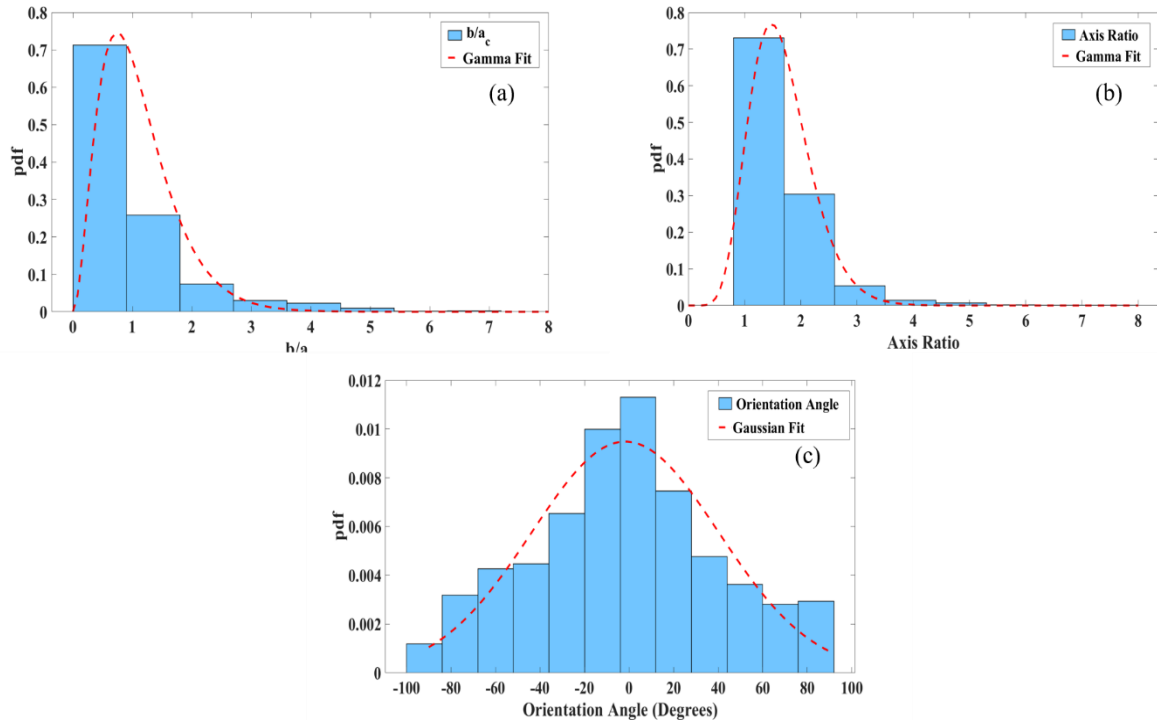 0.8
0.7
0.6
0.5
0.4
0.3
0.2
0.1
0
pdf
b/a_c
Gamma Fit
(a)
0 1 2 3 4 5 6 7 8
b/a
0.8
0.7
0.6
0.5
0.4
0.3
0.2
0.1
0
pdf
Axis Ratio
Gamma Fit
(b)
0 1 2 3 4 5 6 7 8
Axis Ratio
0.012
0.01
0.008
0.006
0.004
0.002
0
pdf
Orientation Angle
Gaussian Fit
(c)
-100 -80 -60 -40 -20 0 20 40 60 80 100
Orientation Angle (Degrees)